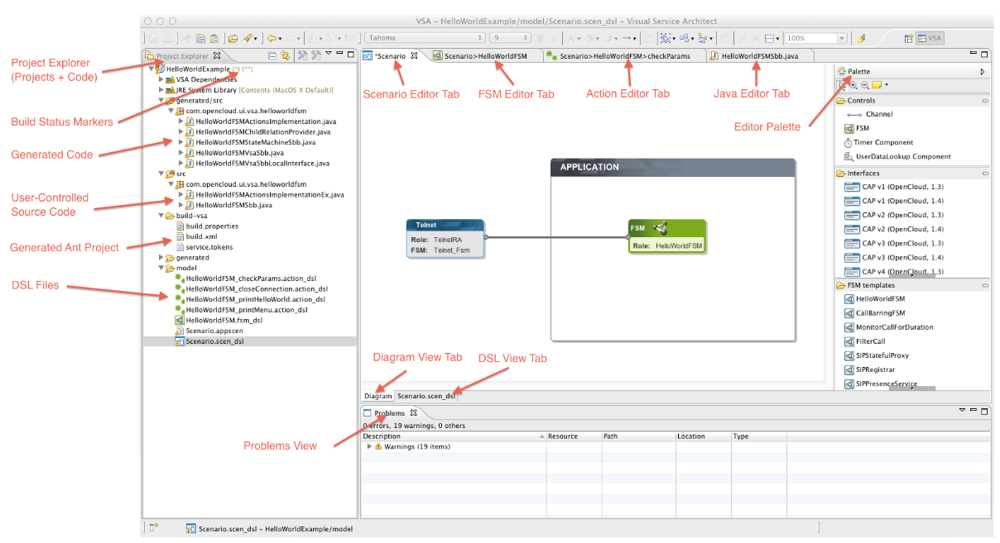 VSA - HelloWorldExample/model/Scenario.scen_dsl - Visual Service Architect
Tahoma
9
100%
VSA
Project Explorer
*Scenario
Scenario>HelloWorldFSM
Scenario>HelloWorldFSM>checkParams
HelloWorldFSMSbb.java
Project Explorer
(Projects + Code)
Build Status Markers
Generated Code
User-Controlled
Source Code
Generated Ant Project
DSL Files
HelloWorldExample (*) (**)
VSA Dependencies
JRE System Library [Contents (MacOS X Default)]
generated/src
com.opencloud.ui.vsa.helloworldfsm
HelloWorldFSMActionsImplementation.java
HelloWorldFSMChildRelationProvider.java
HelloWorldFSMStateMachineSbb.java
HelloWorldFSMVsaSbb.java
HelloWorldFSMVsaSbbLocalInterface.java
src
com.opencloud.ui.vsa.helloworldfsm
HelloWorldFSMActionsImplementationEx.java
HelloWorldFSMSbb.java
build-vsa
build.properties
build.xml
service.tokens
generated
model
HelloWorldFSM_checkParams.action_dsl
HelloWorldFSM_closeConnection.action_dsl
HelloWorldFSM_printHelloWorld.action_dsl
HelloWorldFSM_printMenu.action_dsl
HelloWorldFSM.fsm_dsl
Scenario.appscen
Scenario.scen_dsl
Scenario Editor Tab
FSM Editor Tab
Action Editor Tab
Java Editor Tab
Editor Palette
APPLICATION
Telnet
Role: TelnetRA
FSM: Telnet_Fsm
FSM
Role: HelloWorldFSM
Diagram View Tab
DSL View Tab
Diagram
Scenario.scen_dsl
Palette
Controls
Channel
FSM
Timer Component
UserDataLookup Component
Interfaces
CAP v1 (OpenCloud, 1.3)
CAP v1 (OpenCloud, 1.4)
CAP v2 (OpenCloud, 1.3)
CAP v2 (OpenCloud, 1.4)
CAP v3 (OpenCloud, 1.3)
CAP v3 (OpenCloud, 1.4)
CAP v4 (OpenCloud, 1.3)
FSM templates
HelloWorldFSM
CallBarringFSM
MonitorCallForDuration
FilterCall
SIPStatefulProxy
SIPRegistrar
SIPPresenceService
Problems View
Problems
0 errors, 19 warnings, 0 others
Description
Resource
Path
Location
Type
Warnings (19 items)
Scenario.scen_dsl - HelloWorldExample/model